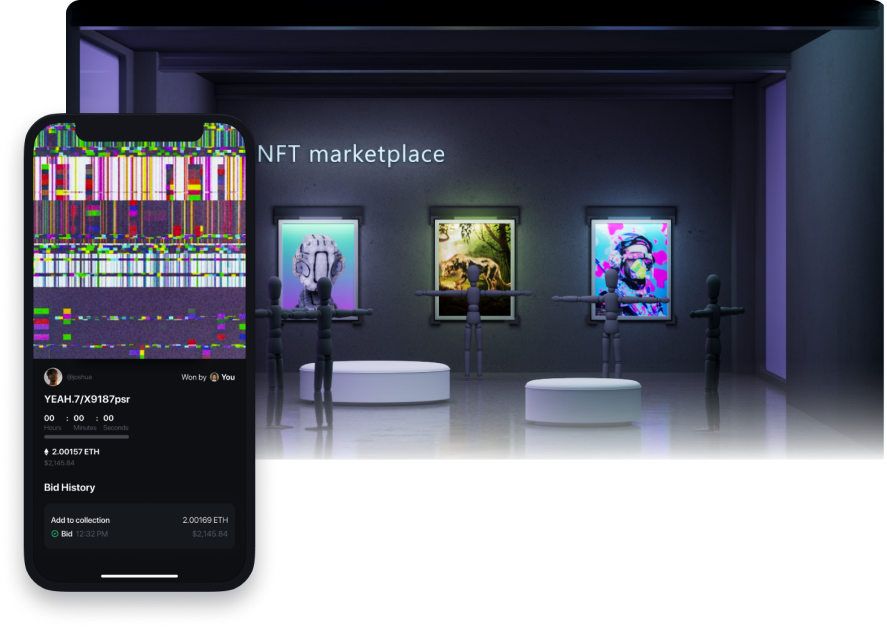 NFT marketplace
@joshua
Won by You
YEAH.7/X9187psr
00 : 00 : 00
Hours Minutes Seconds
2.00157 ETH
$2,145.84
Bid History
Add to collection 2.00169 ETH
Bid 12:32 PM $2,145.84